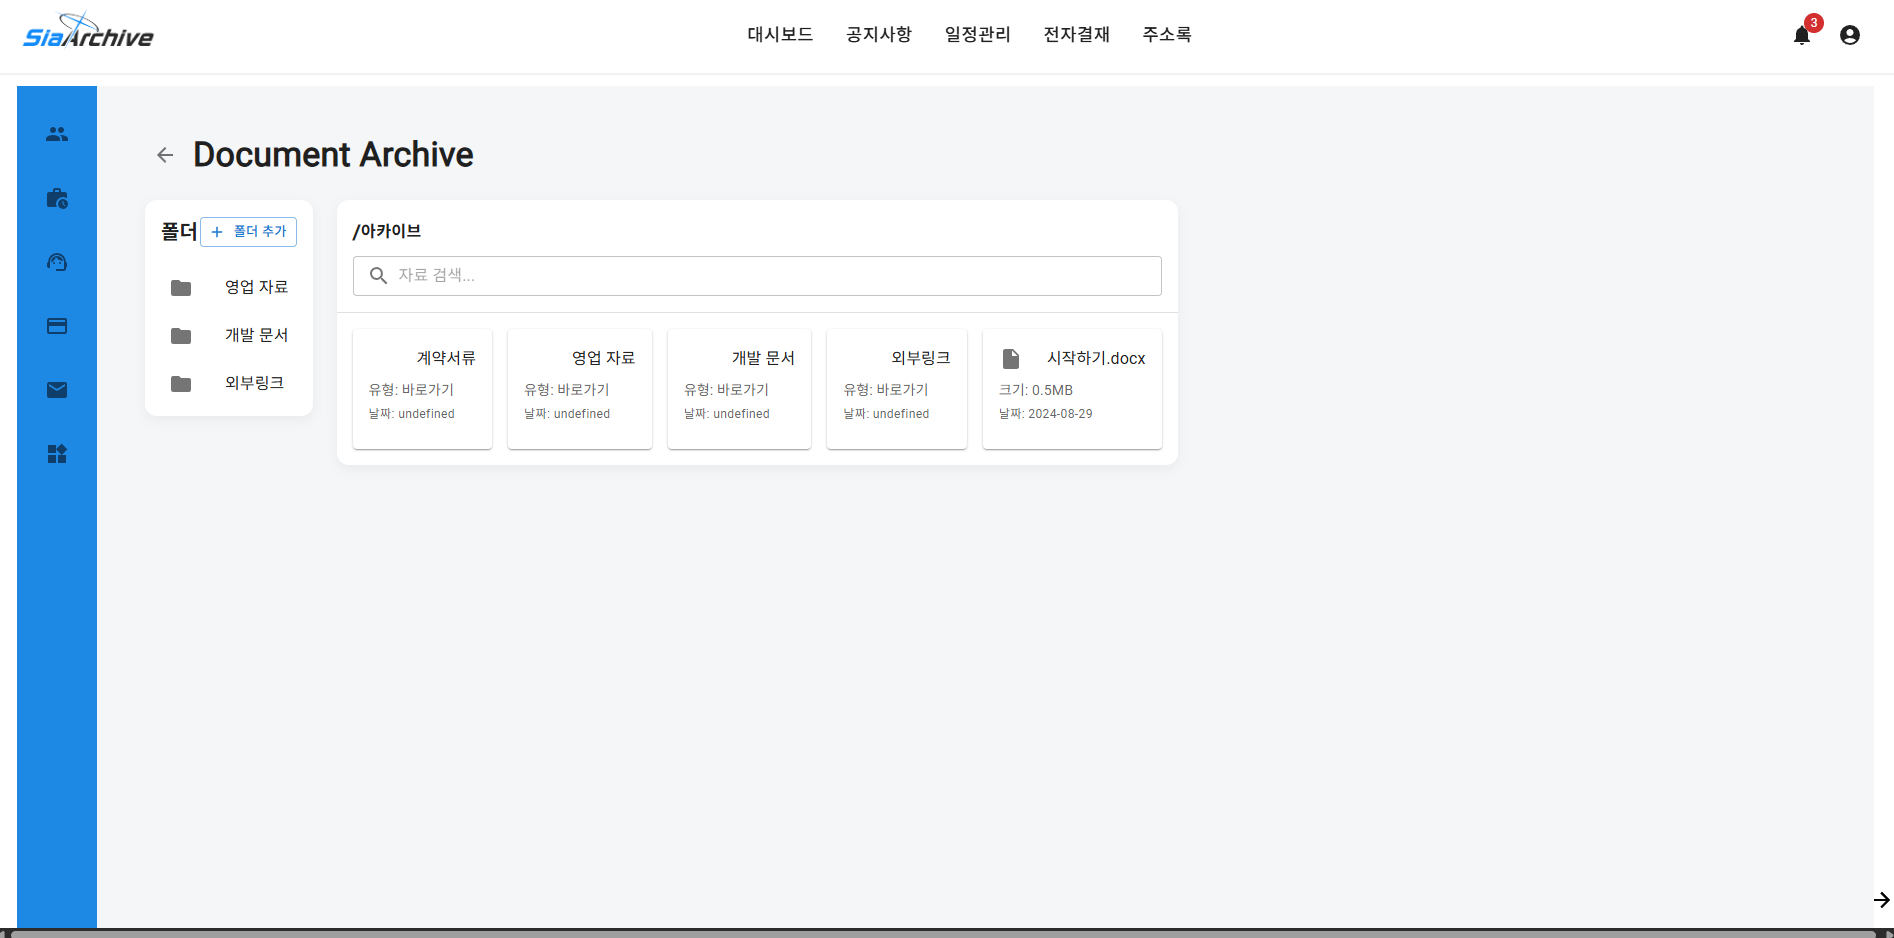 SiaArchive
대시보드 공지사항 일정관리 전자결재 주소록
3
Document Archive
폴더
폴더 추가
영업 자료
개발 문서
외부링크
/아카이브
자료 검색...
계약서류
유형: 바로가기
날짜: undefined
영업 자료
유형: 바로가기
날짜: undefined
개발 문서
유형: 바로가기
날짜: undefined
외부링크
유형: 바로가기
날짜: undefined
시작하기.docx
크기: 0.5MB
날짜: 2024-08-29